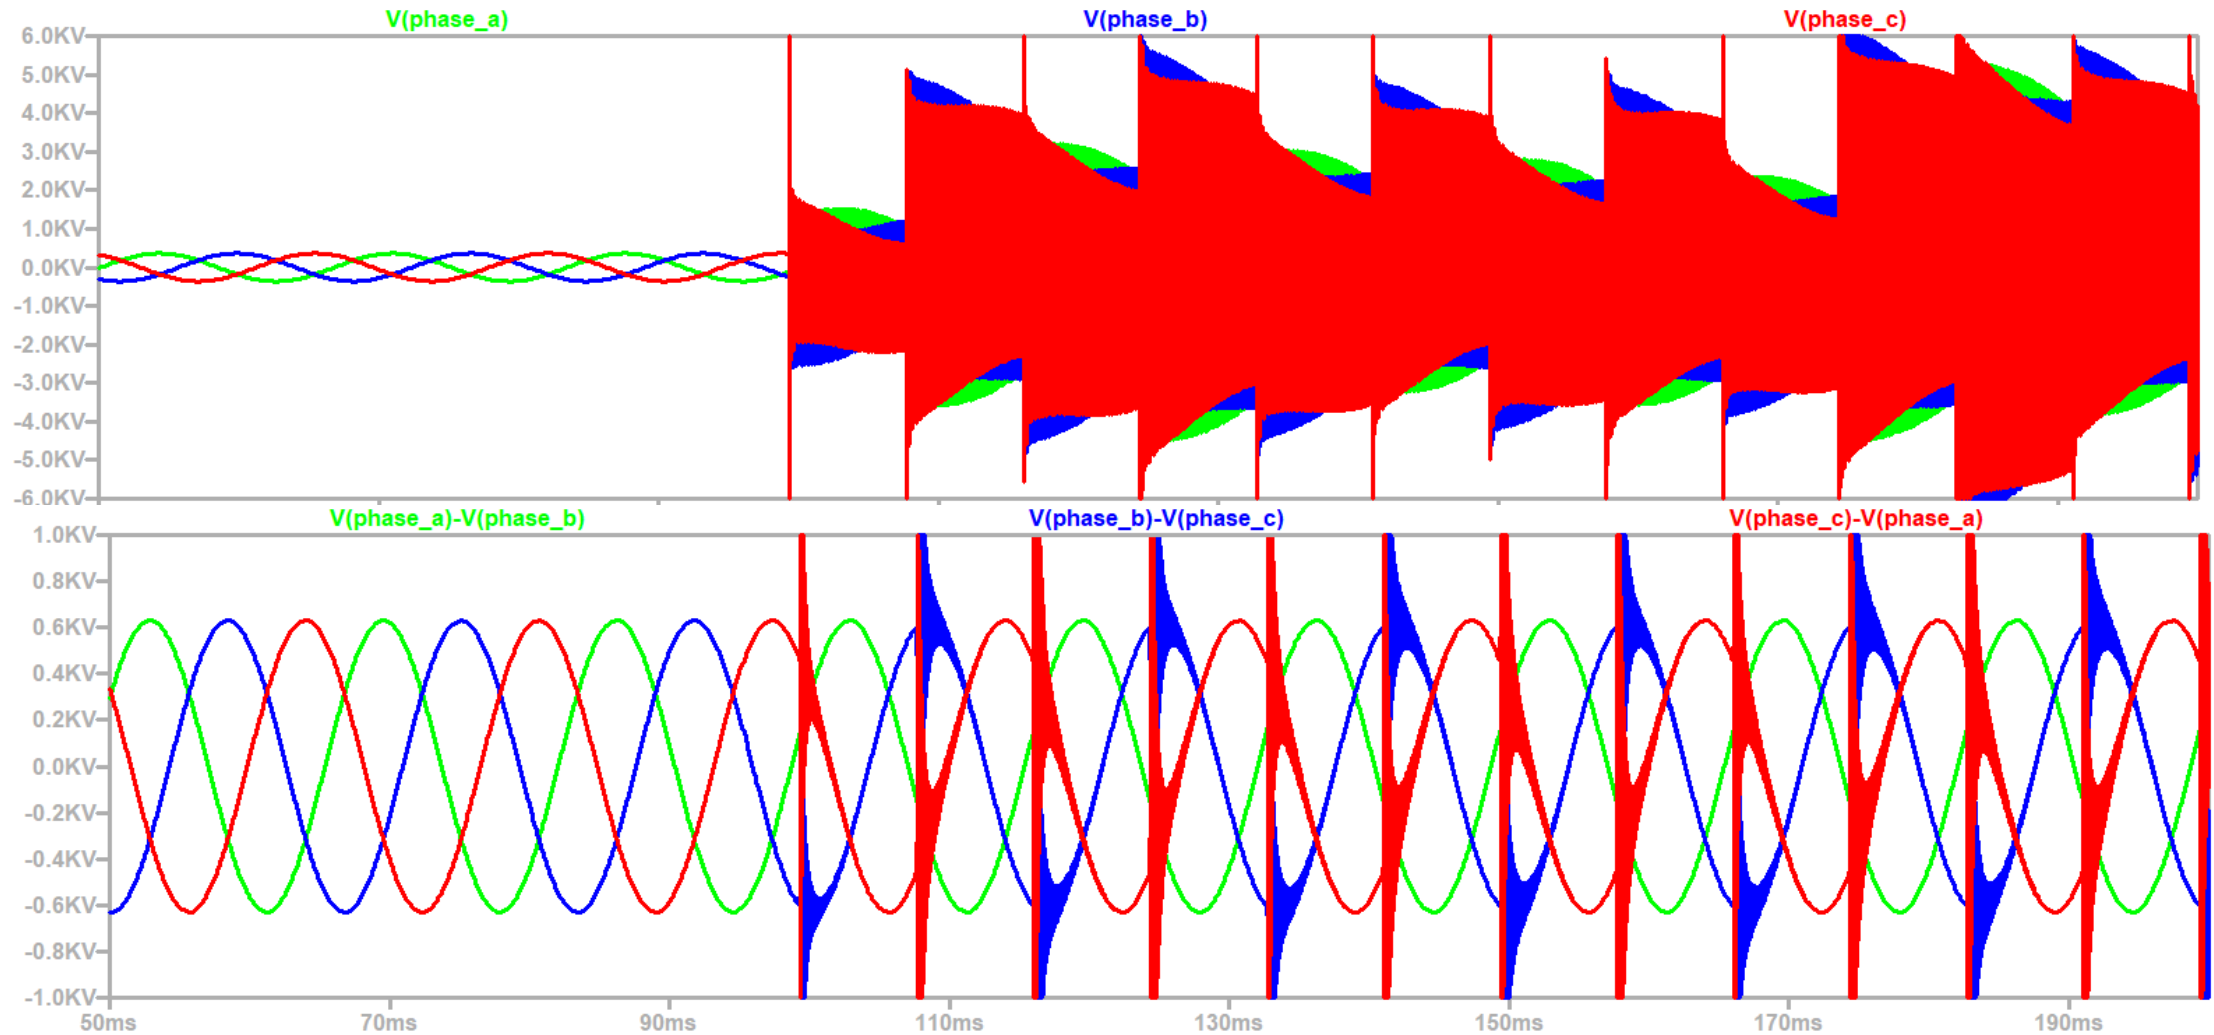 V(phase_a) V(phase_b) V(phase_c)
6.0KV
5.0KV
4.0KV
3.0KV
2.0KV
1.0KV
0.0KV
-1.0KV
-2.0KV
-3.0KV
-4.0KV
-5.0KV
-6.0KV
V(phase_a)-V(phase_b) V(phase_b)-V(phase_c) V(phase_c)-V(phase_a)
1.0KV
0.8KV
0.6KV
0.4KV
0.2KV
0.0KV
-0.2KV
-0.4KV
-0.6KV
-0.8KV
-1.0KV
50ms 70ms 90ms 110ms 130ms 150ms 170ms 190ms